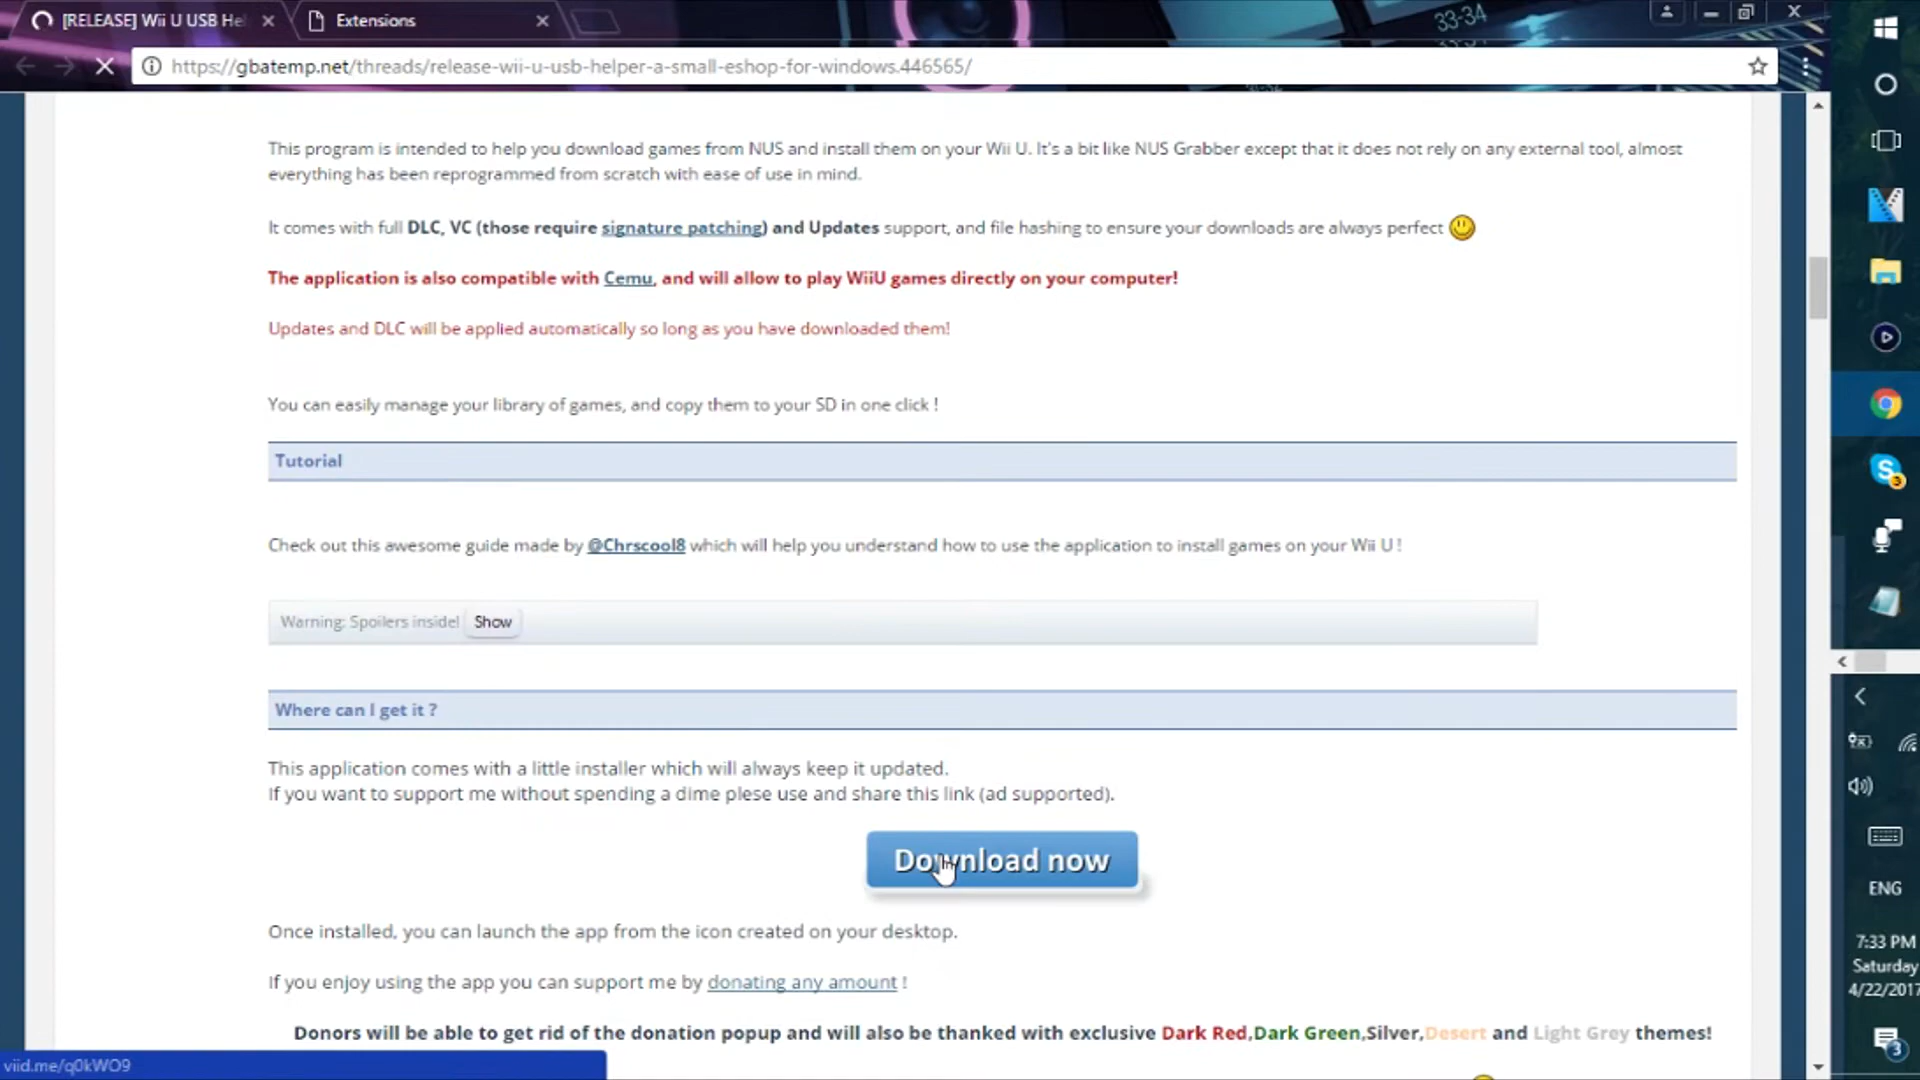 [RELEASE] Wii U USB He
Extensions
33-34
https://gbatemp.net/threads/release-wii-u-usb-helper-a-small-eshop-for-windows.446565/
This program is intended to help you download games from NUS and install them on your Wii U. It's a bit like NUS Grabber except that it does not rely on any external tool, almost
everything has been reprogrammed from scratch with ease of use in mind.
It comes with full DLC, VC (those require signature patching) and Updates support, and file hashing to ensure your downloads are always perfect
The application is also compatible with Cemu, and will allow to play WiiU games directly on your computer!
Updates and DLC will be applied automatically so long as you have downloaded them!
You can easily manage your library of games, and copy them to your SD in one click !
Tutorial
Check out this awesome guide made by @Chrscool8 which will help you understand how to use the application to install games on your Wii U !
Warning: Spoilers inside! Show
Where can I get it ?
This application comes with a little installer which will always keep it updated.
If you want to support me without spending a dime plese use and share this link (ad supported).
Download now
Once installed, you can launch the app from the icon created on your desktop.
If you enjoy using the app you can support me by donating any amount !
Donors will be able to get rid of the donation popup and will also be thanked with exclusive Dark Red,Dark Green,Silver,Desert and Light Grey themes!
viid.me/q0kWO9
S
3
ENG
7:33 PM
Saturday
4/22/2017
3